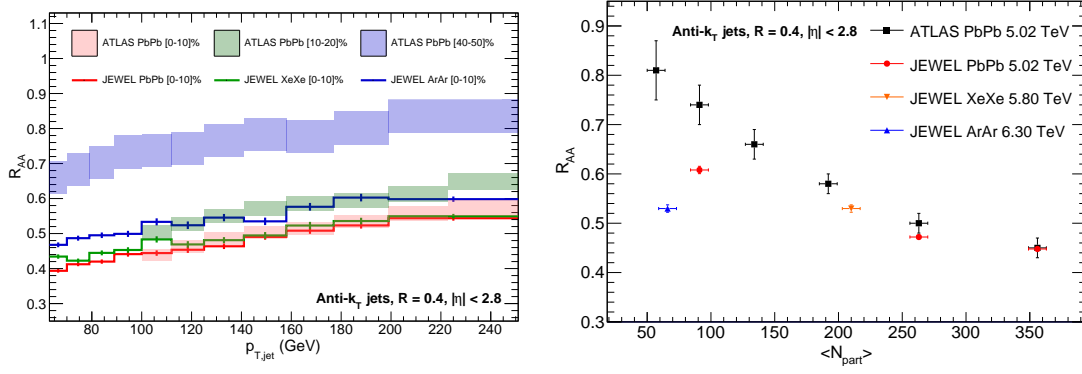 1.1
1
0.9
0.8
0.7
0.6
0.5
0.4
0.3
R_AA
ATLAS PbPb [0-10]%
ATLAS PbPb [10-20]%
ATLAS PbPb [40-50]%
JEWEL PbPb [0-10]%
JEWEL XeXe [0-10]%
JEWEL ArAr [0-10]%
Anti-k_T jets, R = 0.4, |η| < 2.8
80 100 120 140 160 180 200 220 240
p_T,jet (GeV)
0.9
0.8
0.7
0.6
0.5
0.4
0.3
R_AA
Anti-k_T jets, R = 0.4, |η| < 2.8
ATLAS PbPb 5.02 TeV
JEWEL PbPb 5.02 TeV
JEWEL XeXe 5.80 TeV
JEWEL ArAr 6.30 TeV
50 100 150 200 250 300 350
<N_part>